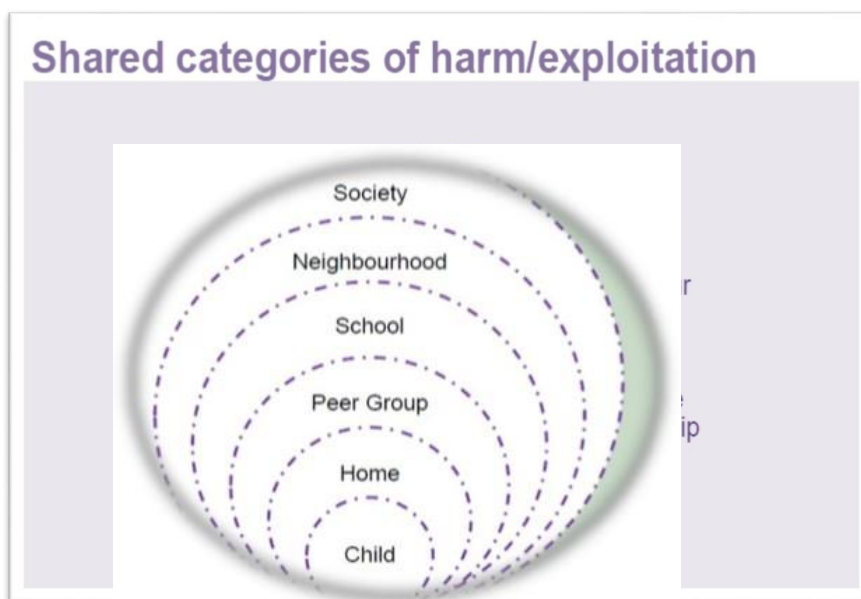 Shared categories of harm/exploitation
Society
Neighbourhood
School
Peer Group
Home
Child